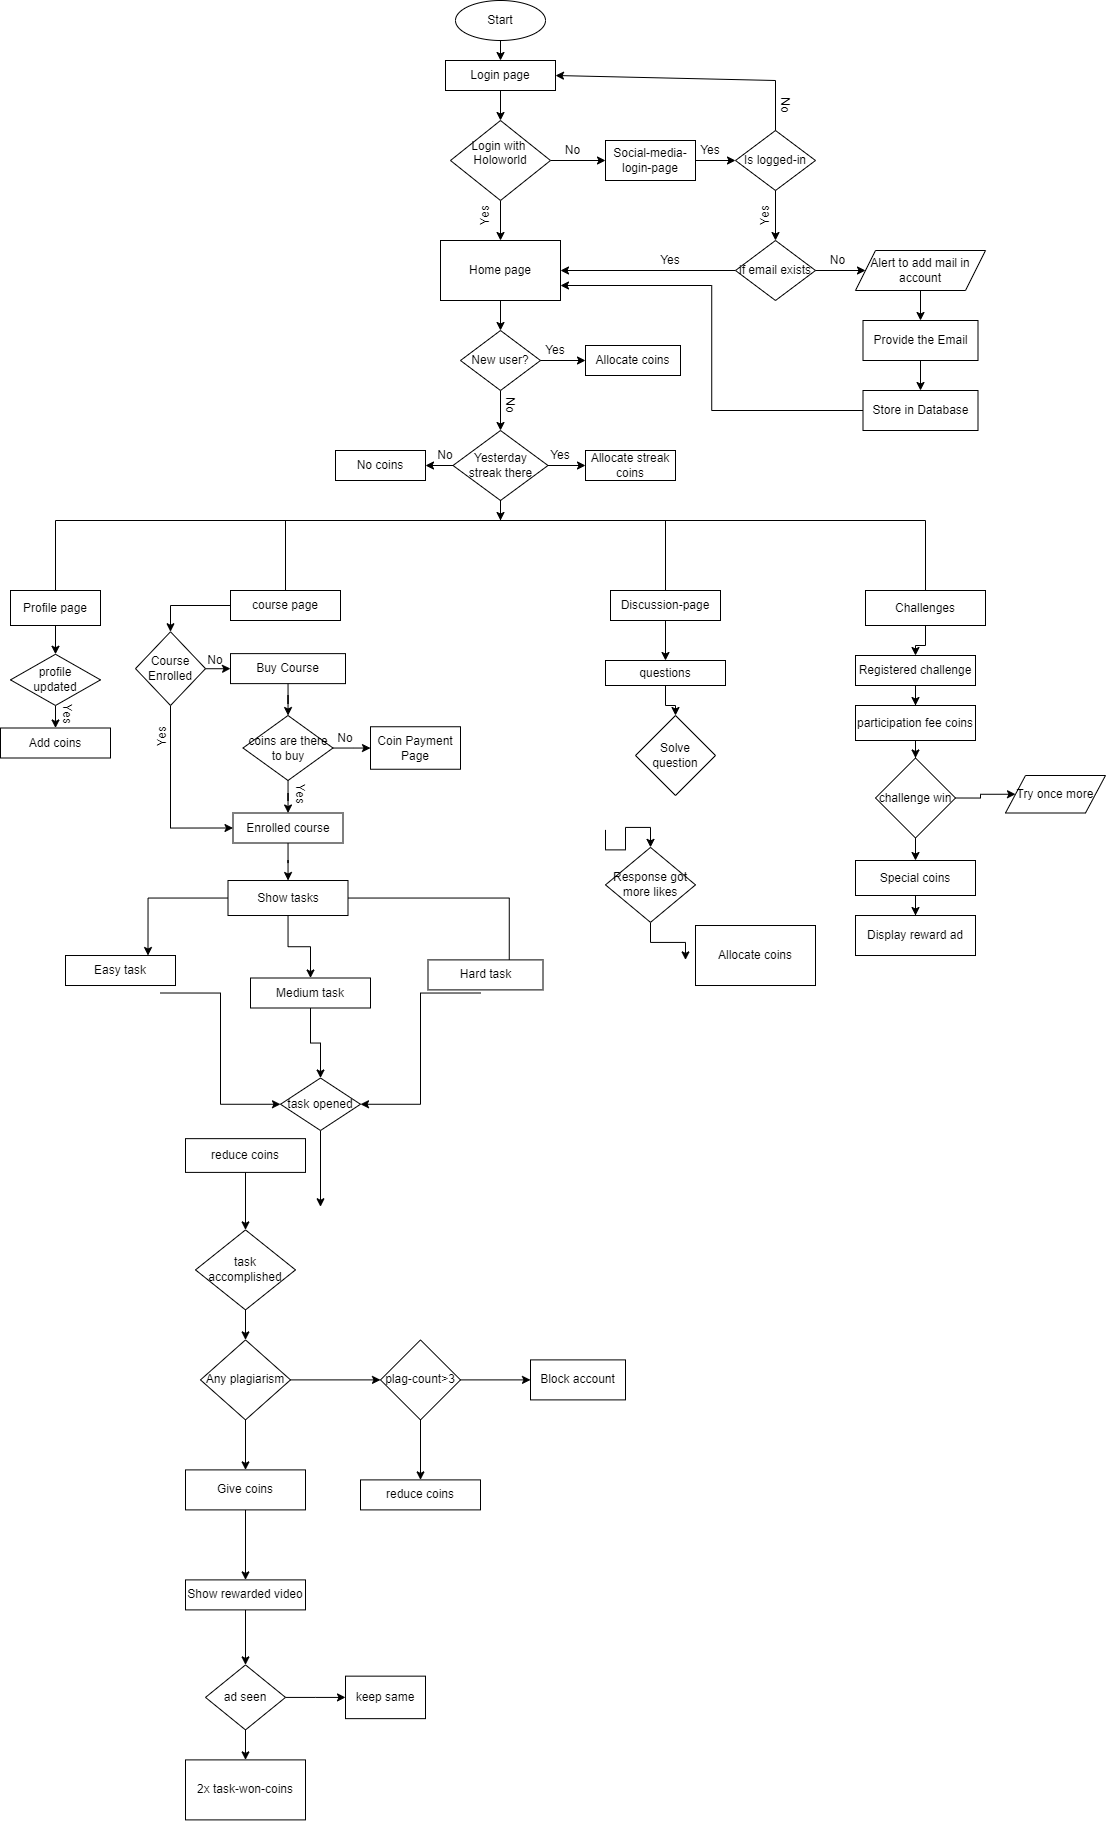 Start
Login page
No
Login with
Holoworld
No
Social-media-
login-page
Yes
Is logged-in
Yes
Yes
Home page
Yes
If email exists
No
Alert to add mail in
account
Provide the Email
New user?
Yes
Allocate coins
No
Store in Database
No coins
No
Yesterday
streak there
Yes
Allocate streak
coins
Profile page
course page
Discussion-page
Challenges
profile
updated
Yes
Add coins
Course
Enrolled
No
Buy Course
Yes
coins are there
to buy
No
Coin Payment
Page
Yes
Enrolled course
Show tasks
Easy task
Medium task
Hard task
task opened
questions
Solve
question
Response got
more likes
Allocate coins
Registered challenge
participation fee coins
challenge win
Try once more
Special coins
Display reward ad
reduce coins
task
accomplished
Any plagiarism
plag-count>3
Block account
Give coins
reduce coins
Show rewarded video
ad seen
keep same
2x task-won-coins